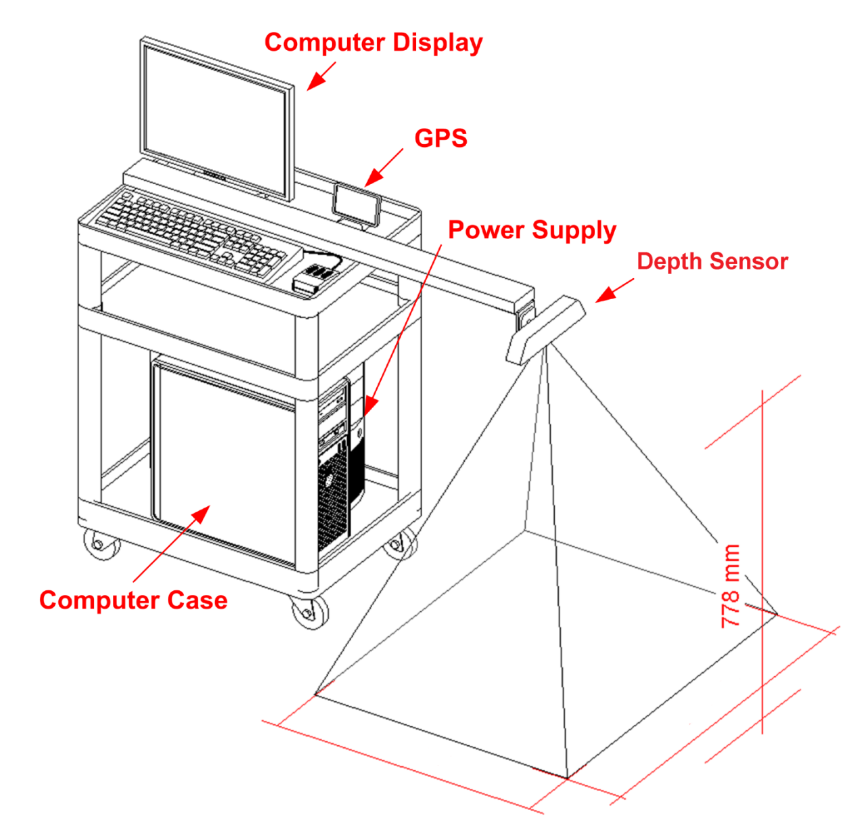 Computer Display
GPS
Power Supply
Depth Sensor
778 mm
Computer Case